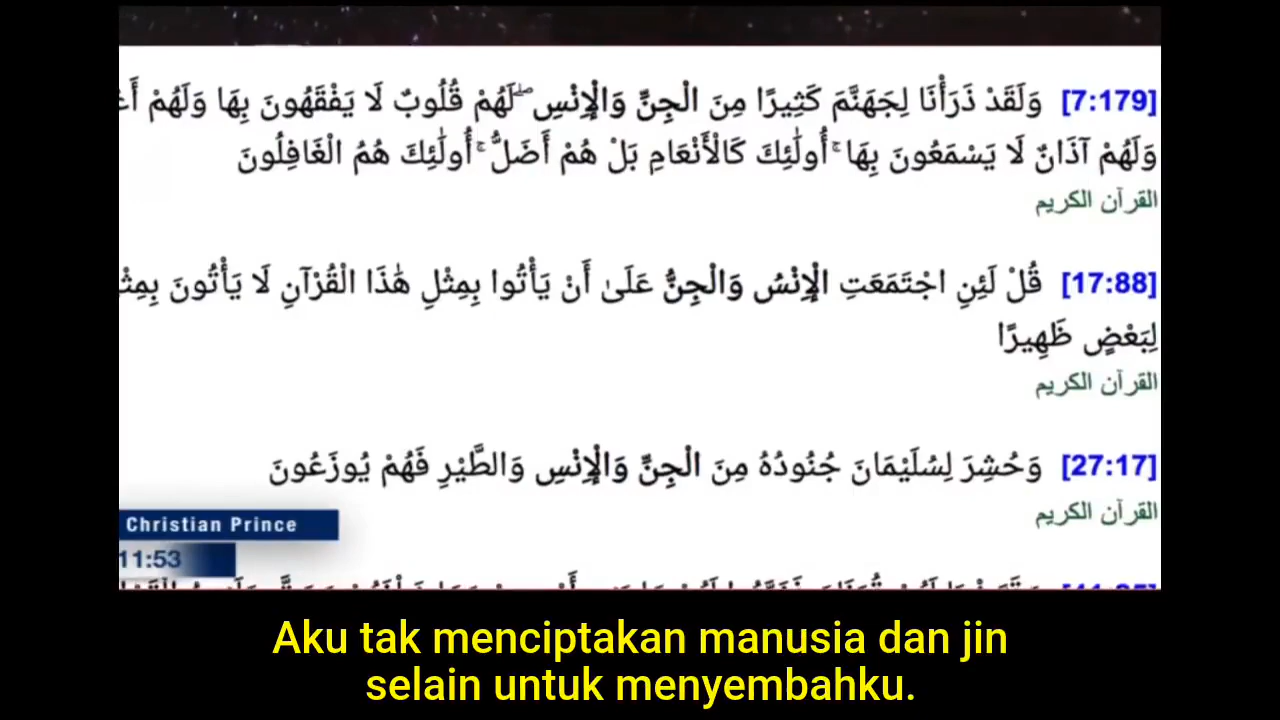 [7:179] وَلَقَدْ ذَرَأْنَا لِجَهَنَّمَ كَثِيرًا مِنَ الْجِنِّ وَالْإِنْسِ ۖ لَهُمْ قُلُوبٌ لَا يَفْقَهُونَ بِهَا وَلَهُمْ
وَلَهُمْ آذَانٌ لَا يَسْمَعُونَ بِهَا ۚ أُولَٰئِكَ كَالْأَنْعَامِ بَلْ هُمْ أَضَلُّ ۚ أُولَٰئِكَ هُمُ الْغَافِلُونَ
القرآن الكريم
[17:88] قُلْ لَئِنِ اجْتَمَعَتِ الْإِنْسُ وَالْجِنُّ عَلَىٰ أَنْ يَأْتُوا بِمِثْلِ هَٰذَا الْقُرْآنِ لَا يَأْتُونَ
لِبَعْضٍ ظَهِيرًا
القرآن الكريم
[27:17] وَحُشِرَ لِسُلَيْمَانَ جُنُودُهُ مِنَ الْجِنِّ وَالْإِنْسِ وَالطَّيْرِ فَهُمْ يُوزَعُونَ
القرآن الكريم
Christian Prince
11:53
Aku tak menciptakan manusia dan jin
selain untuk menyembahku.